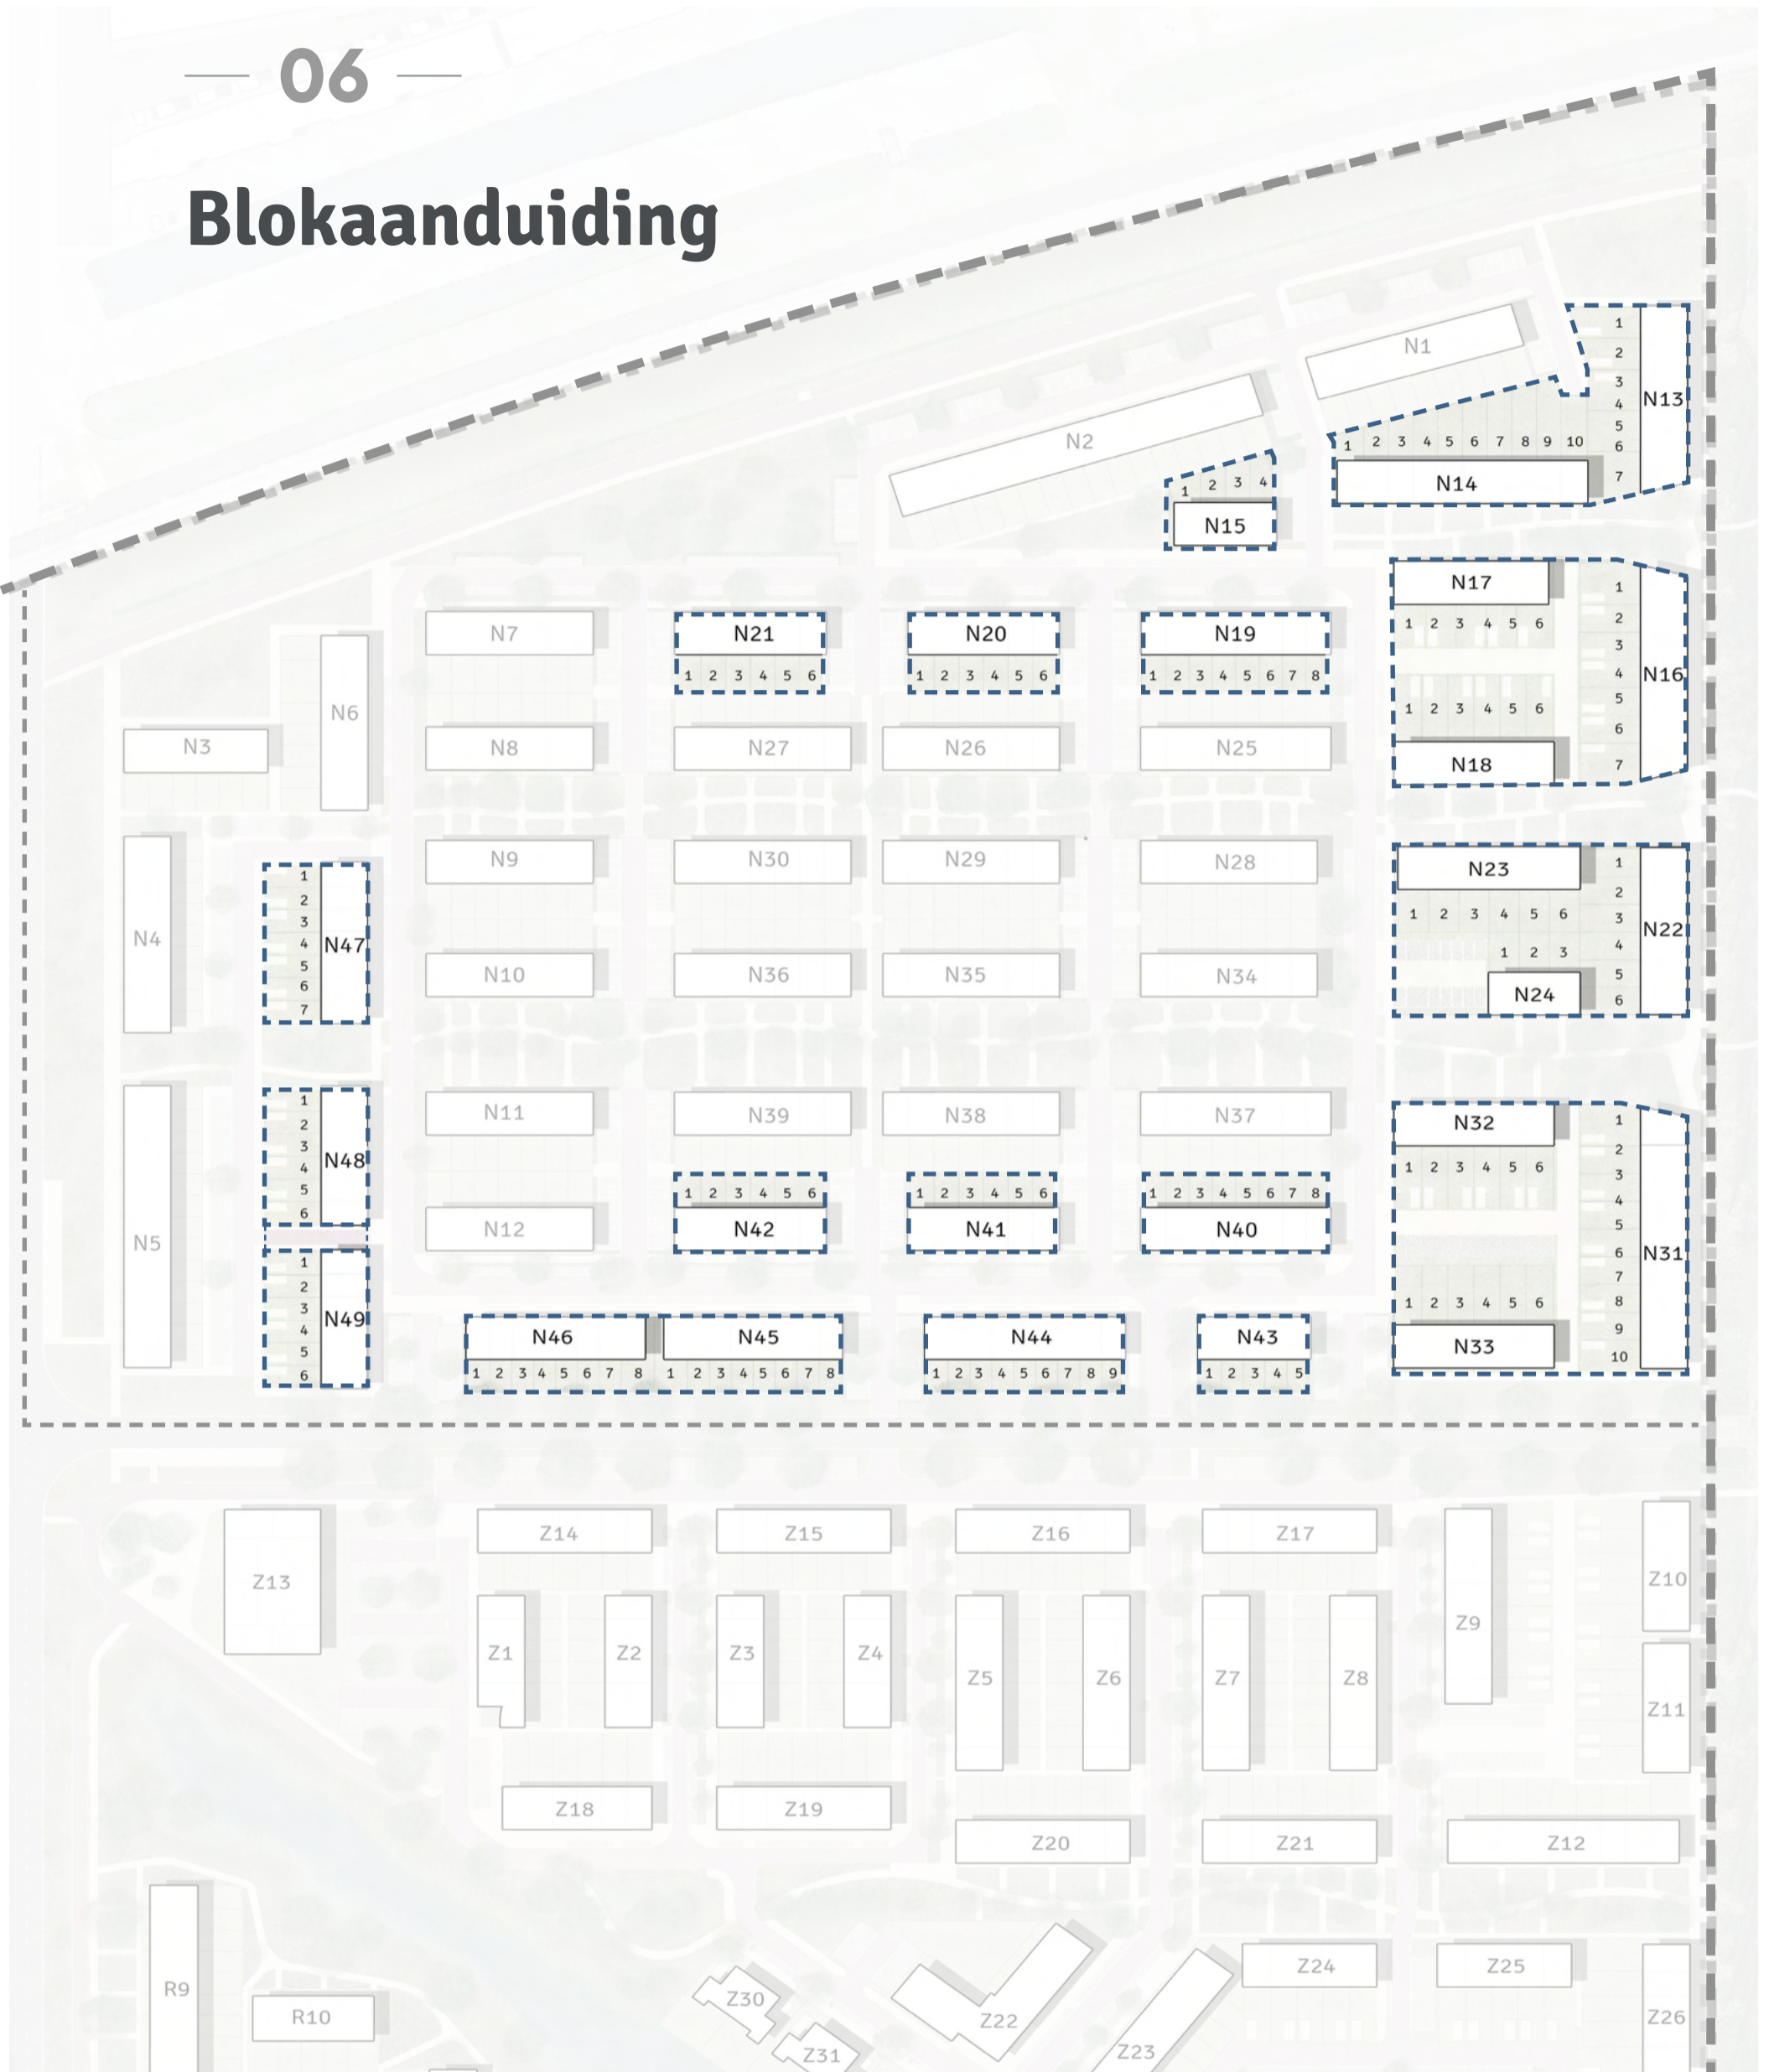 06
Blokaanduiding
N1
N2
1
2
3
4
5
6
7
N13
1 2 3 4 5 6 7 8 9 10
N14
1 2 3 4
N15
N17
1 2 3 4 5 6
1 2 3 4 5 6
N18
1
2
3
4
5
6
7
N16
N7
N21
1 2 3 4 5 6
N20
1 2 3 4 5 6
N19
1 2 3 4 5 6 7 8
N6
N3
N8
N27
N26
N25
N9
N30
N29
N28
N4
1
2
3
4
5
6
7
N47
N10
N36
N35
N34
N23
1 2 3 4 5 6
1 2 3
N24
1
2
3
4
5
6
N22
N5
1
2
3
4
5
6
N48
1
2
3
4
5
6
N49
N11
N39
N38
N37
N12
1 2 3 4 5 6
N42
1 2 3 4 5 6
N41
1 2 3 4 5 6 7 8
N40
N32
1 2 3 4 5 6
1 2 3 4 5 6
N33
1
2
3
4
5
6
7
8
9
10
N31
N46
1 2 3 4 5 6 7 8
N45
1 2 3 4 5 6 7 8
N44
1 2 3 4 5 6 7 8 9
N43
1 2 3 4 5
Z13
Z14
Z15
Z16
Z17
Z10
Z1
Z2
Z3
Z4
Z5
Z6
Z7
Z8
Z9
Z11
Z18
Z19
Z20
Z21
Z12
R9
R10
Z30
Z31
Z22
Z23
Z24
Z25
Z26